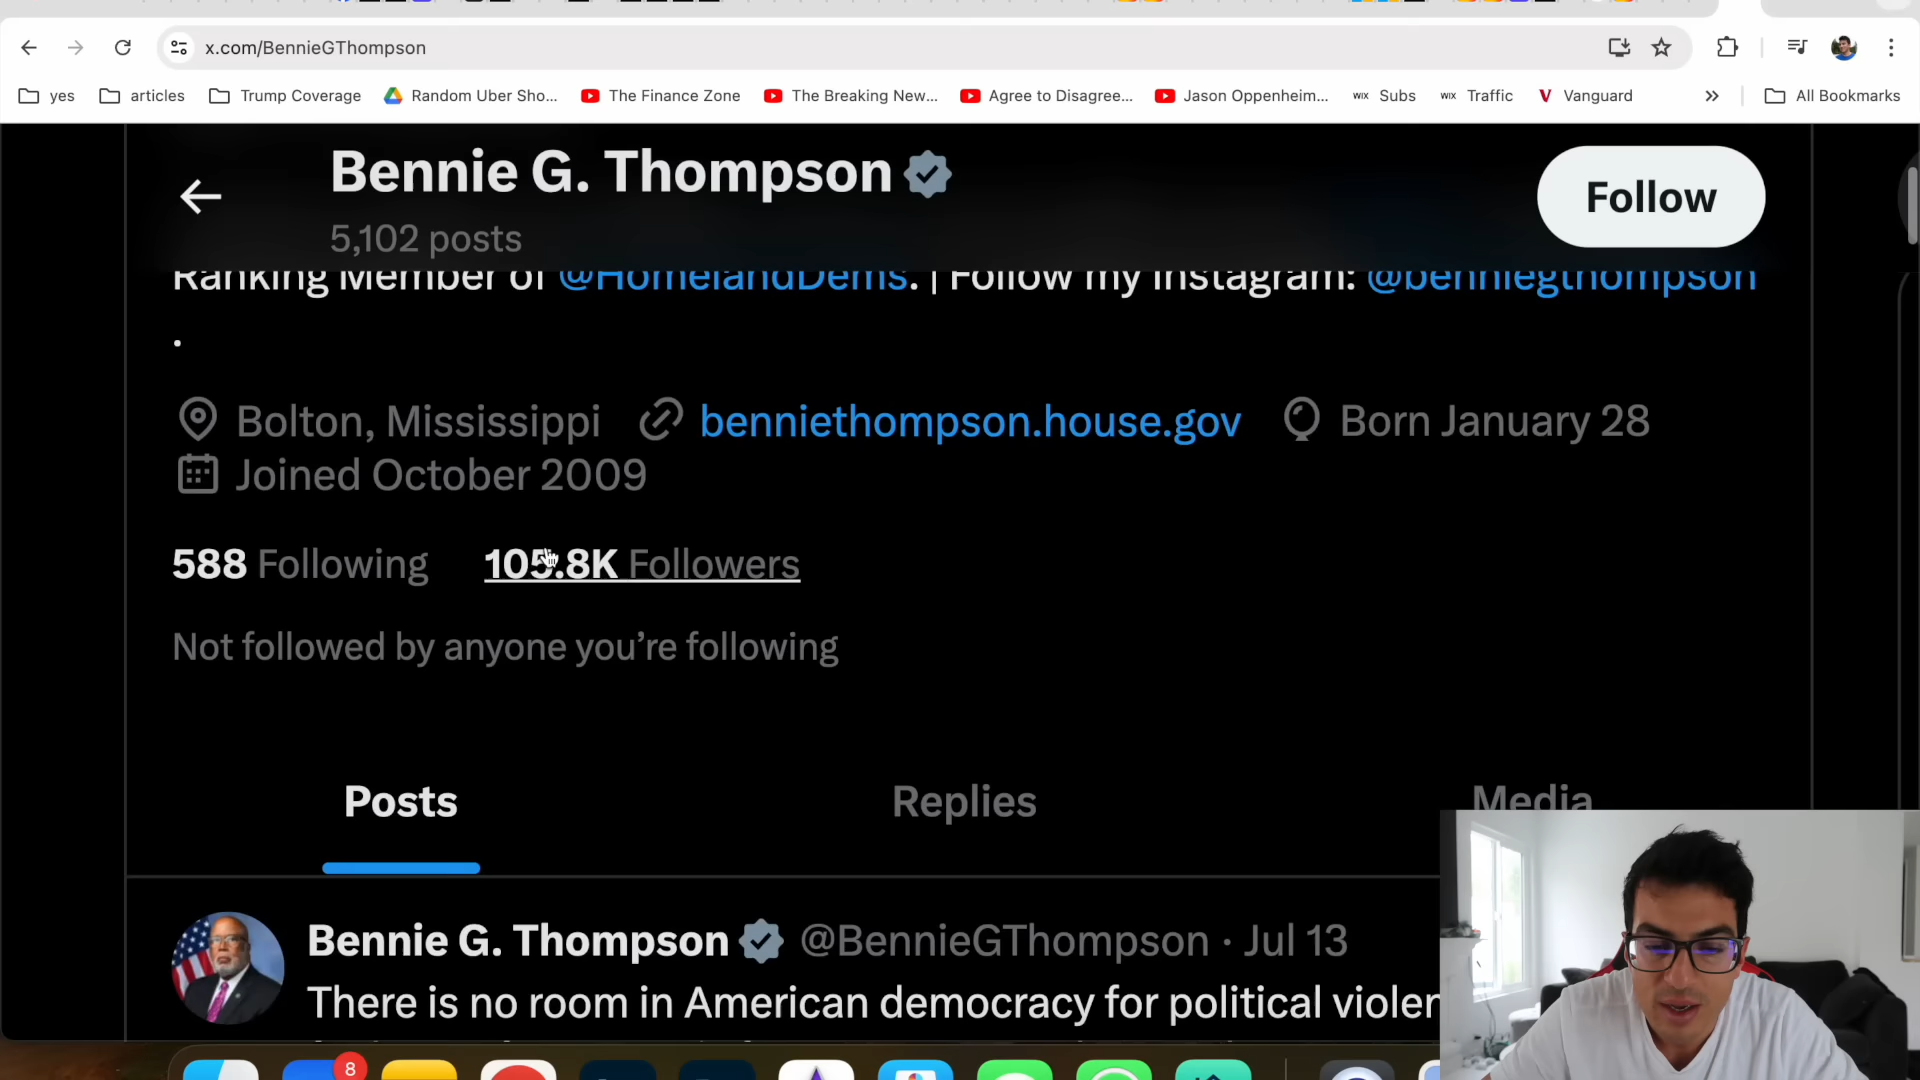 x.com/BennieGThompson
yes articles Trump Coverage Random Uber Sho... The Finance Zone The Breaking New... Agree to Disagree... Jason Oppenheim... WIX Subs WIX Traffic Vanguard » All Bookmarks
Bennie G. Thompson
5,102 posts
Follow
Ranking Member of @HomelandDems. | Follow my Instagram: @benniegthompson
.
Bolton, Mississippi benniethompson.house.gov Born January 28
Joined October 2009
588 Following 105.8K Followers
Not followed by anyone you're following
Posts Replies Media
Bennie G. Thompson @BennieGThompson · Jul 13
There is no room in American democracy for political violen
8